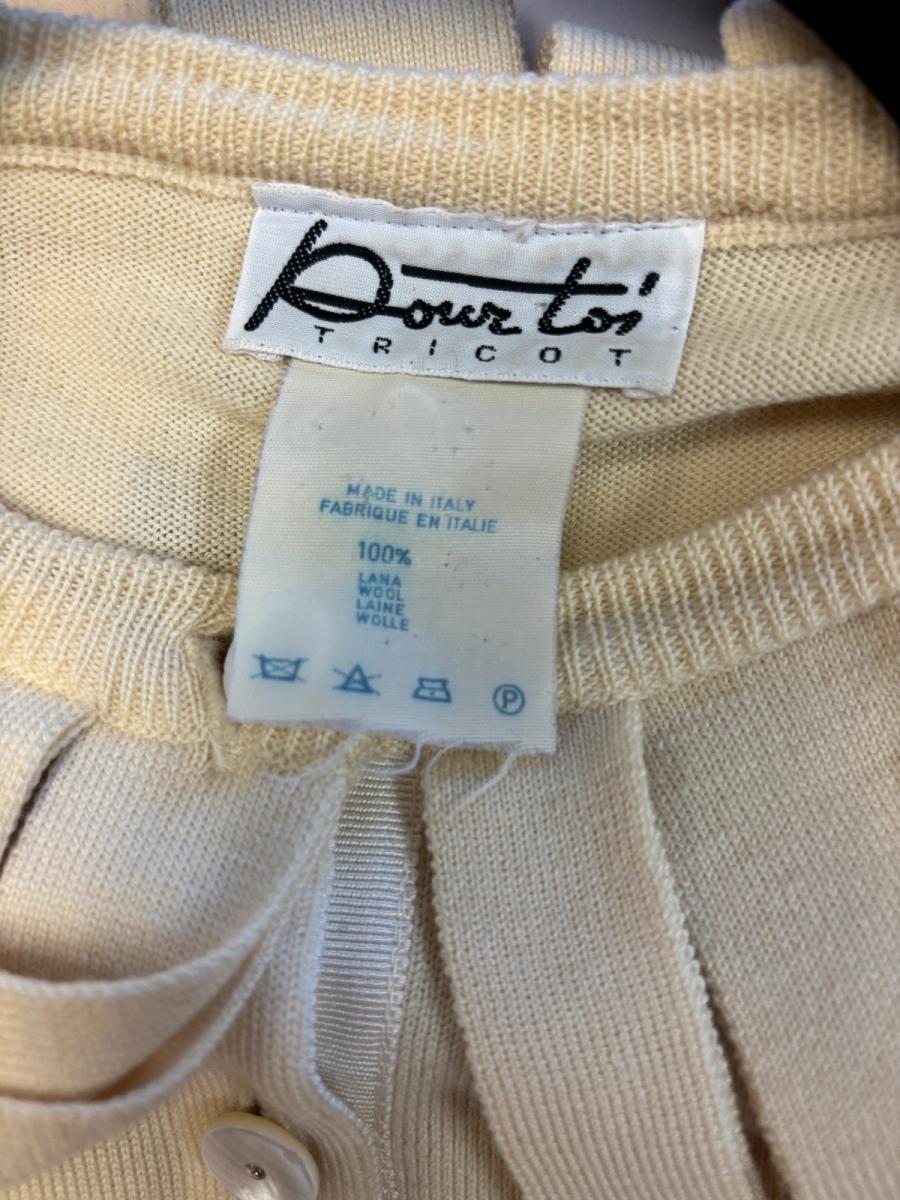 Pour toi
TRICOT
MADE IN ITALY
FABRIQUE EN ITALIE
100%
LANA
WOOL
LAINE
WOLLE
P